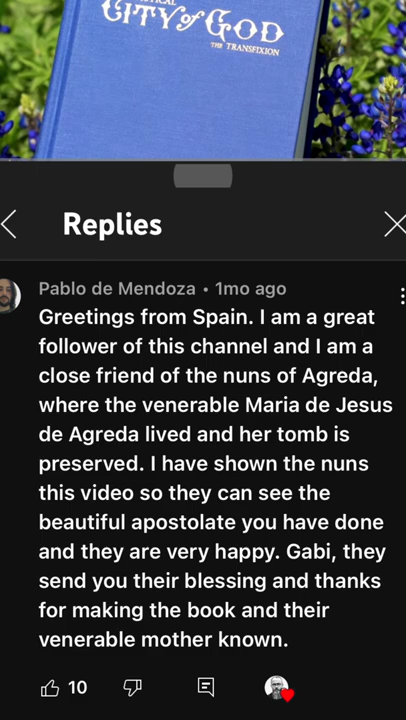 CITY of GOD
THE TRANSFIXION
Replies
Pablo de Mendoza • 1mo ago
Greetings from Spain. I am a great
follower of this channel and I am a
close friend of the nuns of Agreda,
where the venerable Maria de Jesus
de Agreda lived and her tomb is
preserved. I have shown the nuns
this video so they can see the
beautiful apostolate you have done
and they are very happy. Gabi, they
send you their blessing and thanks
for making the book and their
venerable mother known.
10